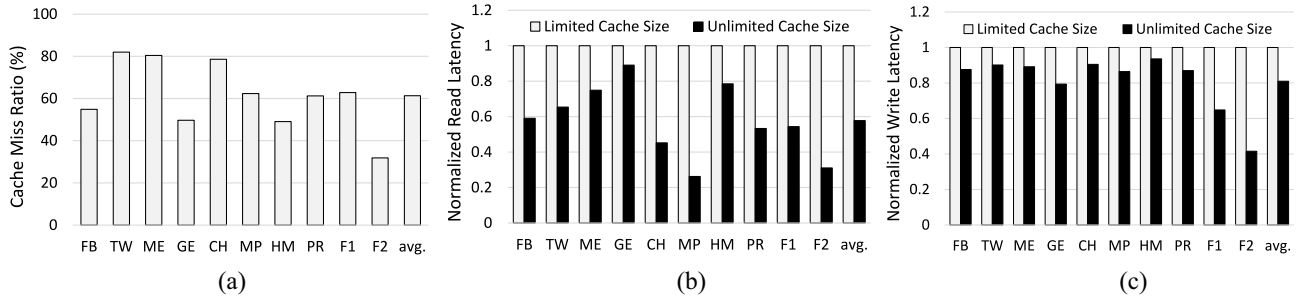 Cache Miss Ratio (%)
100
80
60
40
20
0
FB TW ME GE CH MP HM PR F1 F2 avg.
(a)
Normalized Read Latency
1.2
1
0.8
0.6
0.4
0.2
0
Limited Cache Size Unlimited Cache Size
FB TW ME GE CH MP HM PR F1 F2 avg.
(b)
Normalized Write Latency
1.2
1
0.8
0.6
0.4
0.2
0
Limited Cache Size Unlimited Cache Size
FB TW ME GE CH MP HM PR F1 F2 avg.
(c)